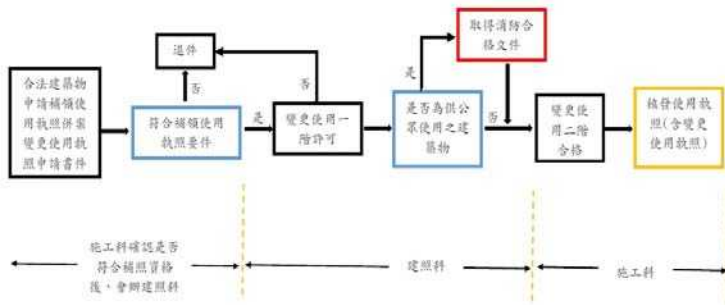 取得消防合
格文件
退件
是
否
否
合法建築物
申請補領使
用執照併案
變更使用執
照申請書件
符合補領使用
執照要件
是
變更使用一
階許可
是否為供公
眾使用之建
築物
否
變更使
用二階
合格
核發使用執
照(含變更
使用執照)
施工科確認是否
符合補照資格
後、會辦建照科
建照科
施工科